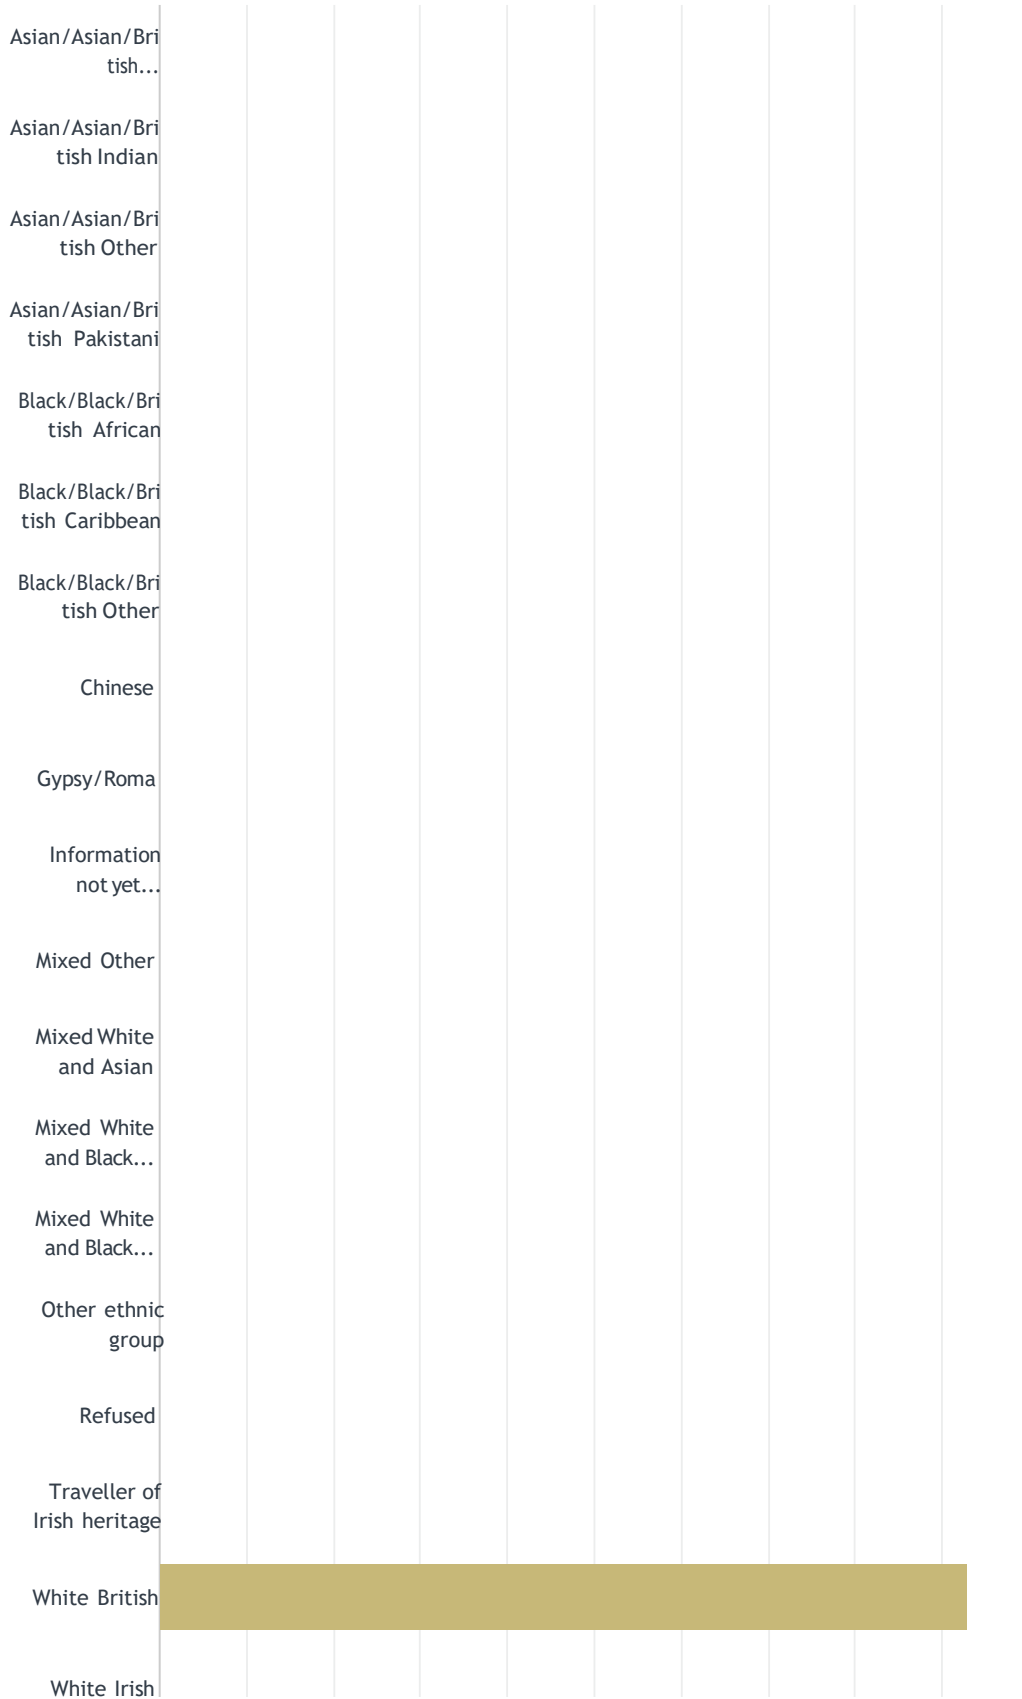 Asian/Asian/Bri
tish...
Asian/Asian/Bri
tish Indian
Asian/Asian/Bri
tish Other
Asian/Asian/Bri
tish Pakistani
Black/Black/Bri
tish African
Black/Black/Bri
tish Caribbean
Black/Black/Bri
tish Other
Chinese
Gypsy/Roma
Information
not yet...
Mixed Other
Mixed White
and Asian
Mixed White
and Black...
Mixed White
and Black...
Other ethnic
group
Refused
Traveller of
Irish heritage
White British
White Irish